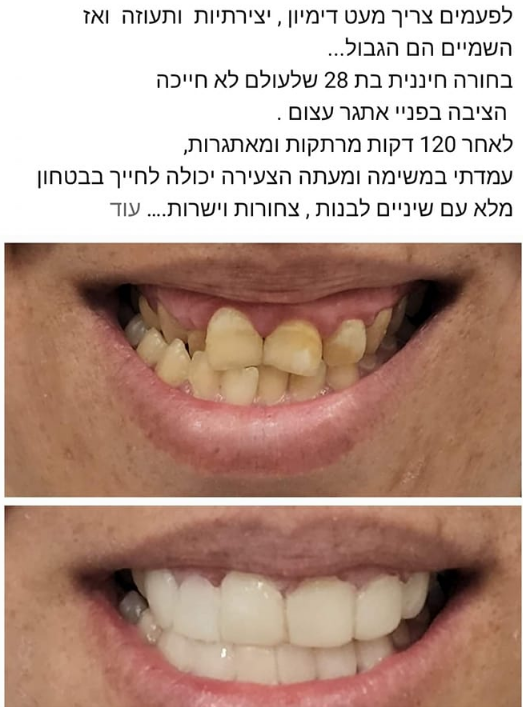 לפעמים צריך מעט דימיון , יצירתיות  ותעוזה  ואז
השמיים הם הגבול...
בחורה חיננית בת 28 שלעולם לא חייכה
הציבה בפניי אתגר עצום .
לאחר 120 דקות מרתקות ומאתגרות,
עמדתי במשימה ומעתה הצעירה יכולה לחייך בבטחון
מלא עם שיניים לבנות , צחורות וישרות.... עוד